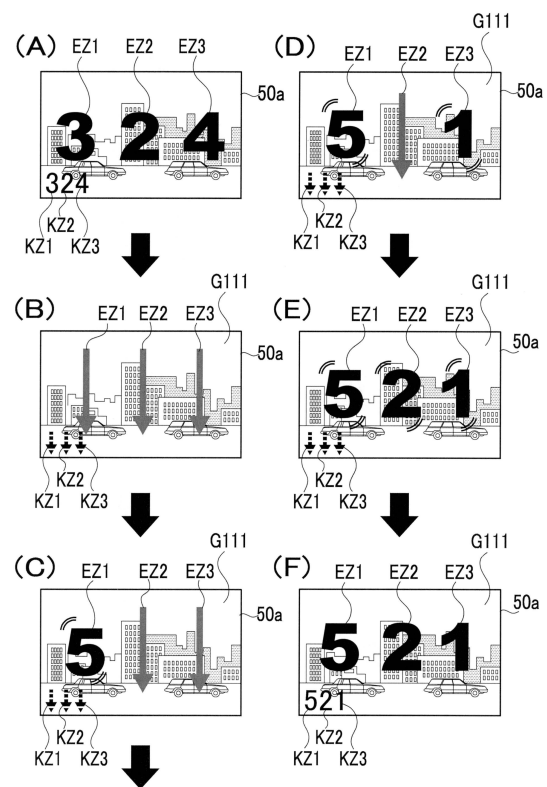 (A) EZ1 EZ2 EZ3
50a
3 2 4
324
KZ1 KZ2 KZ3
(B) EZ1 EZ2 EZ3 G111
50a
KZ1 KZ2 KZ3
(C) EZ1 EZ2 EZ3 G111
50a
5
KZ1 KZ2 KZ3
(D) EZ1 EZ2 EZ3 G111
50a
5 1
KZ1 KZ2 KZ3
(E) EZ1 EZ2 EZ3 G111
50a
5 2 1
KZ1 KZ2 KZ3
(F) EZ1 EZ2 EZ3 G111
50a
5 2 1
521
KZ1 KZ2 KZ3